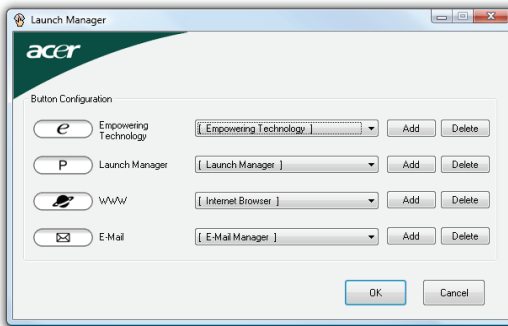 Launch Manager
acer
Button Configuration
e Empowering Technology [ Empowering Technology ] Add Delete
P Launch Manager [ Launch Manager ] Add Delete
WWW [ Internet Browser ] Add Delete
E-Mail [ E-Mail Manager ] Add Delete
OK Cancel